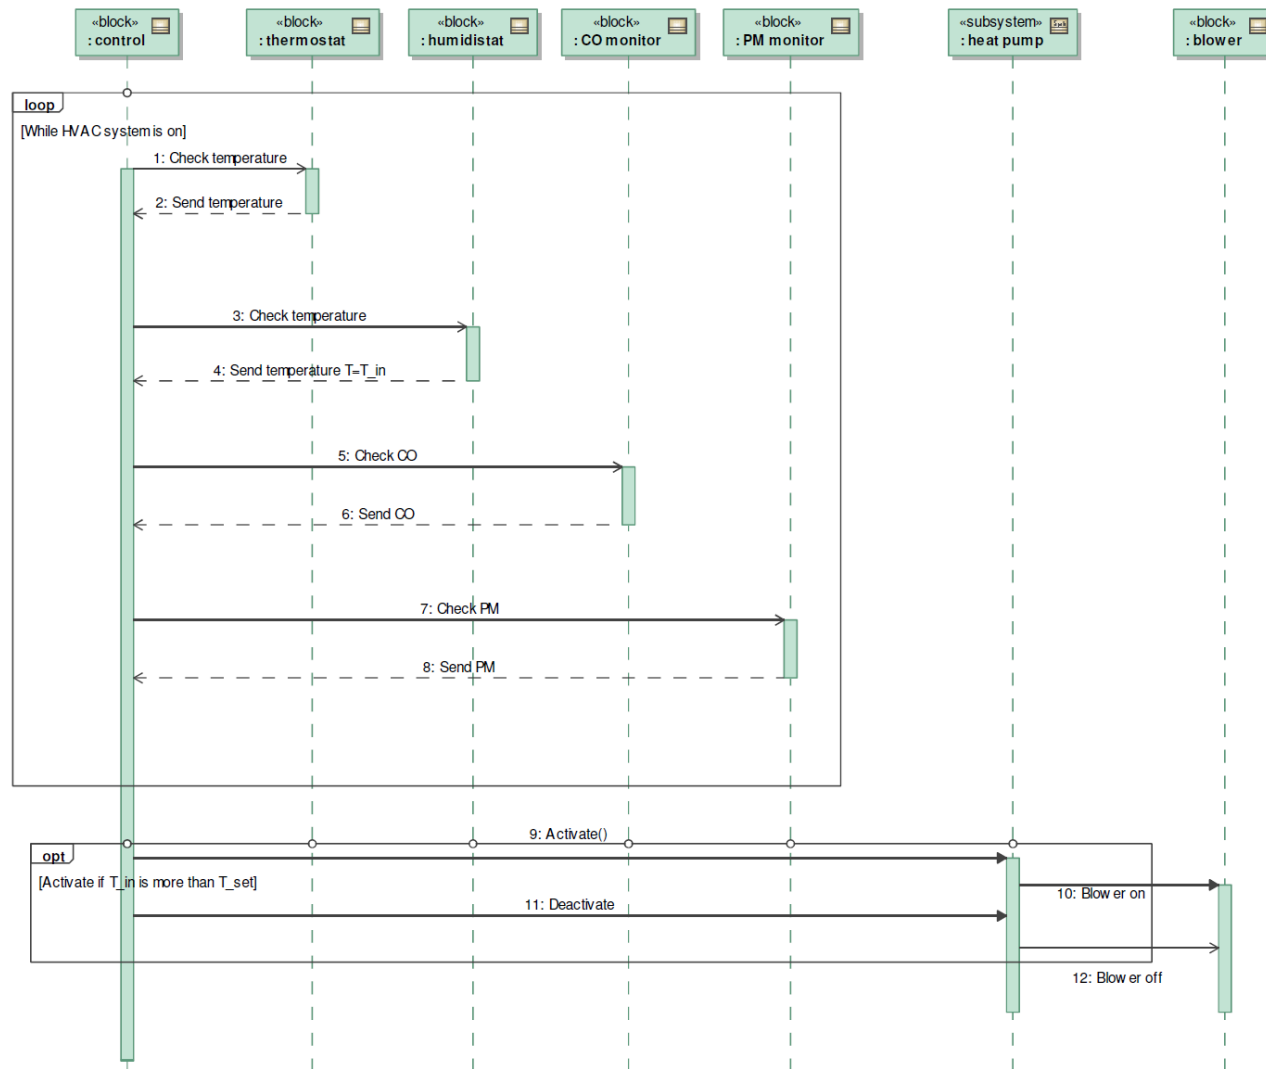 «block»
: control
«block»
: thermostat
«block»
: humidistat
«block»
: CO monitor
«block»
: PM monitor
«subsystem»
: heat pump
«block»
: blower
loop
[While HVAC system is on]
1: Check temperature
2: Send temperature
3: Check temperature
4: Send temperature T=T_in
5: Check CO
6: Send CO
7: Check PM
8: Send PM
9: Activate()
opt
[Activate if T_in is more than T_set]
10: Blower on
11: Deactivate
12: Blower off